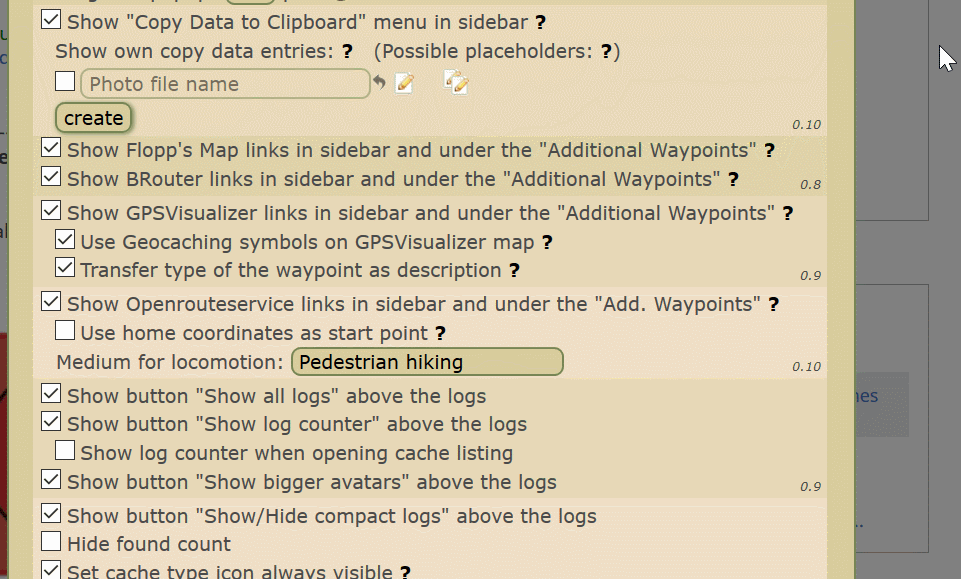 Show "Copy Data to Clipboard" menu in sidebar ?
Show own copy data entries: ? (Possible placeholders: ?)
Photo file name
create
0.10
Show Flopp's Map links in sidebar and under the "Additional Waypoints" ?
Show BRouter links in sidebar and under the "Additional Waypoints" ?
0.8
Show GPSVisualizer links in sidebar and under the "Additional Waypoints" ?
Use Geocaching symbols on GPSVisualizer map ?
Transfer type of the waypoint as description ?
0.9
Show Openrouteservice links in sidebar and under the "Add. Waypoints" ?
Use home coordinates as start point ?
Medium for locomotion: Pedestrian hiking
0.10
Show button "Show all logs" above the logs
Show button "Show log counter" above the logs
Show log counter when opening cache listing
Show button "Show bigger avatars" above the logs
0.9
Show button "Show/Hide compact logs" above the logs
Hide found count
Set cache type icon always visible ?